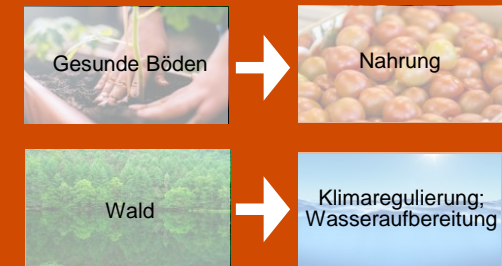 Gesunde Böden
Nahrung
Wald
Klimaregulierung;
Wasseraufbereitung